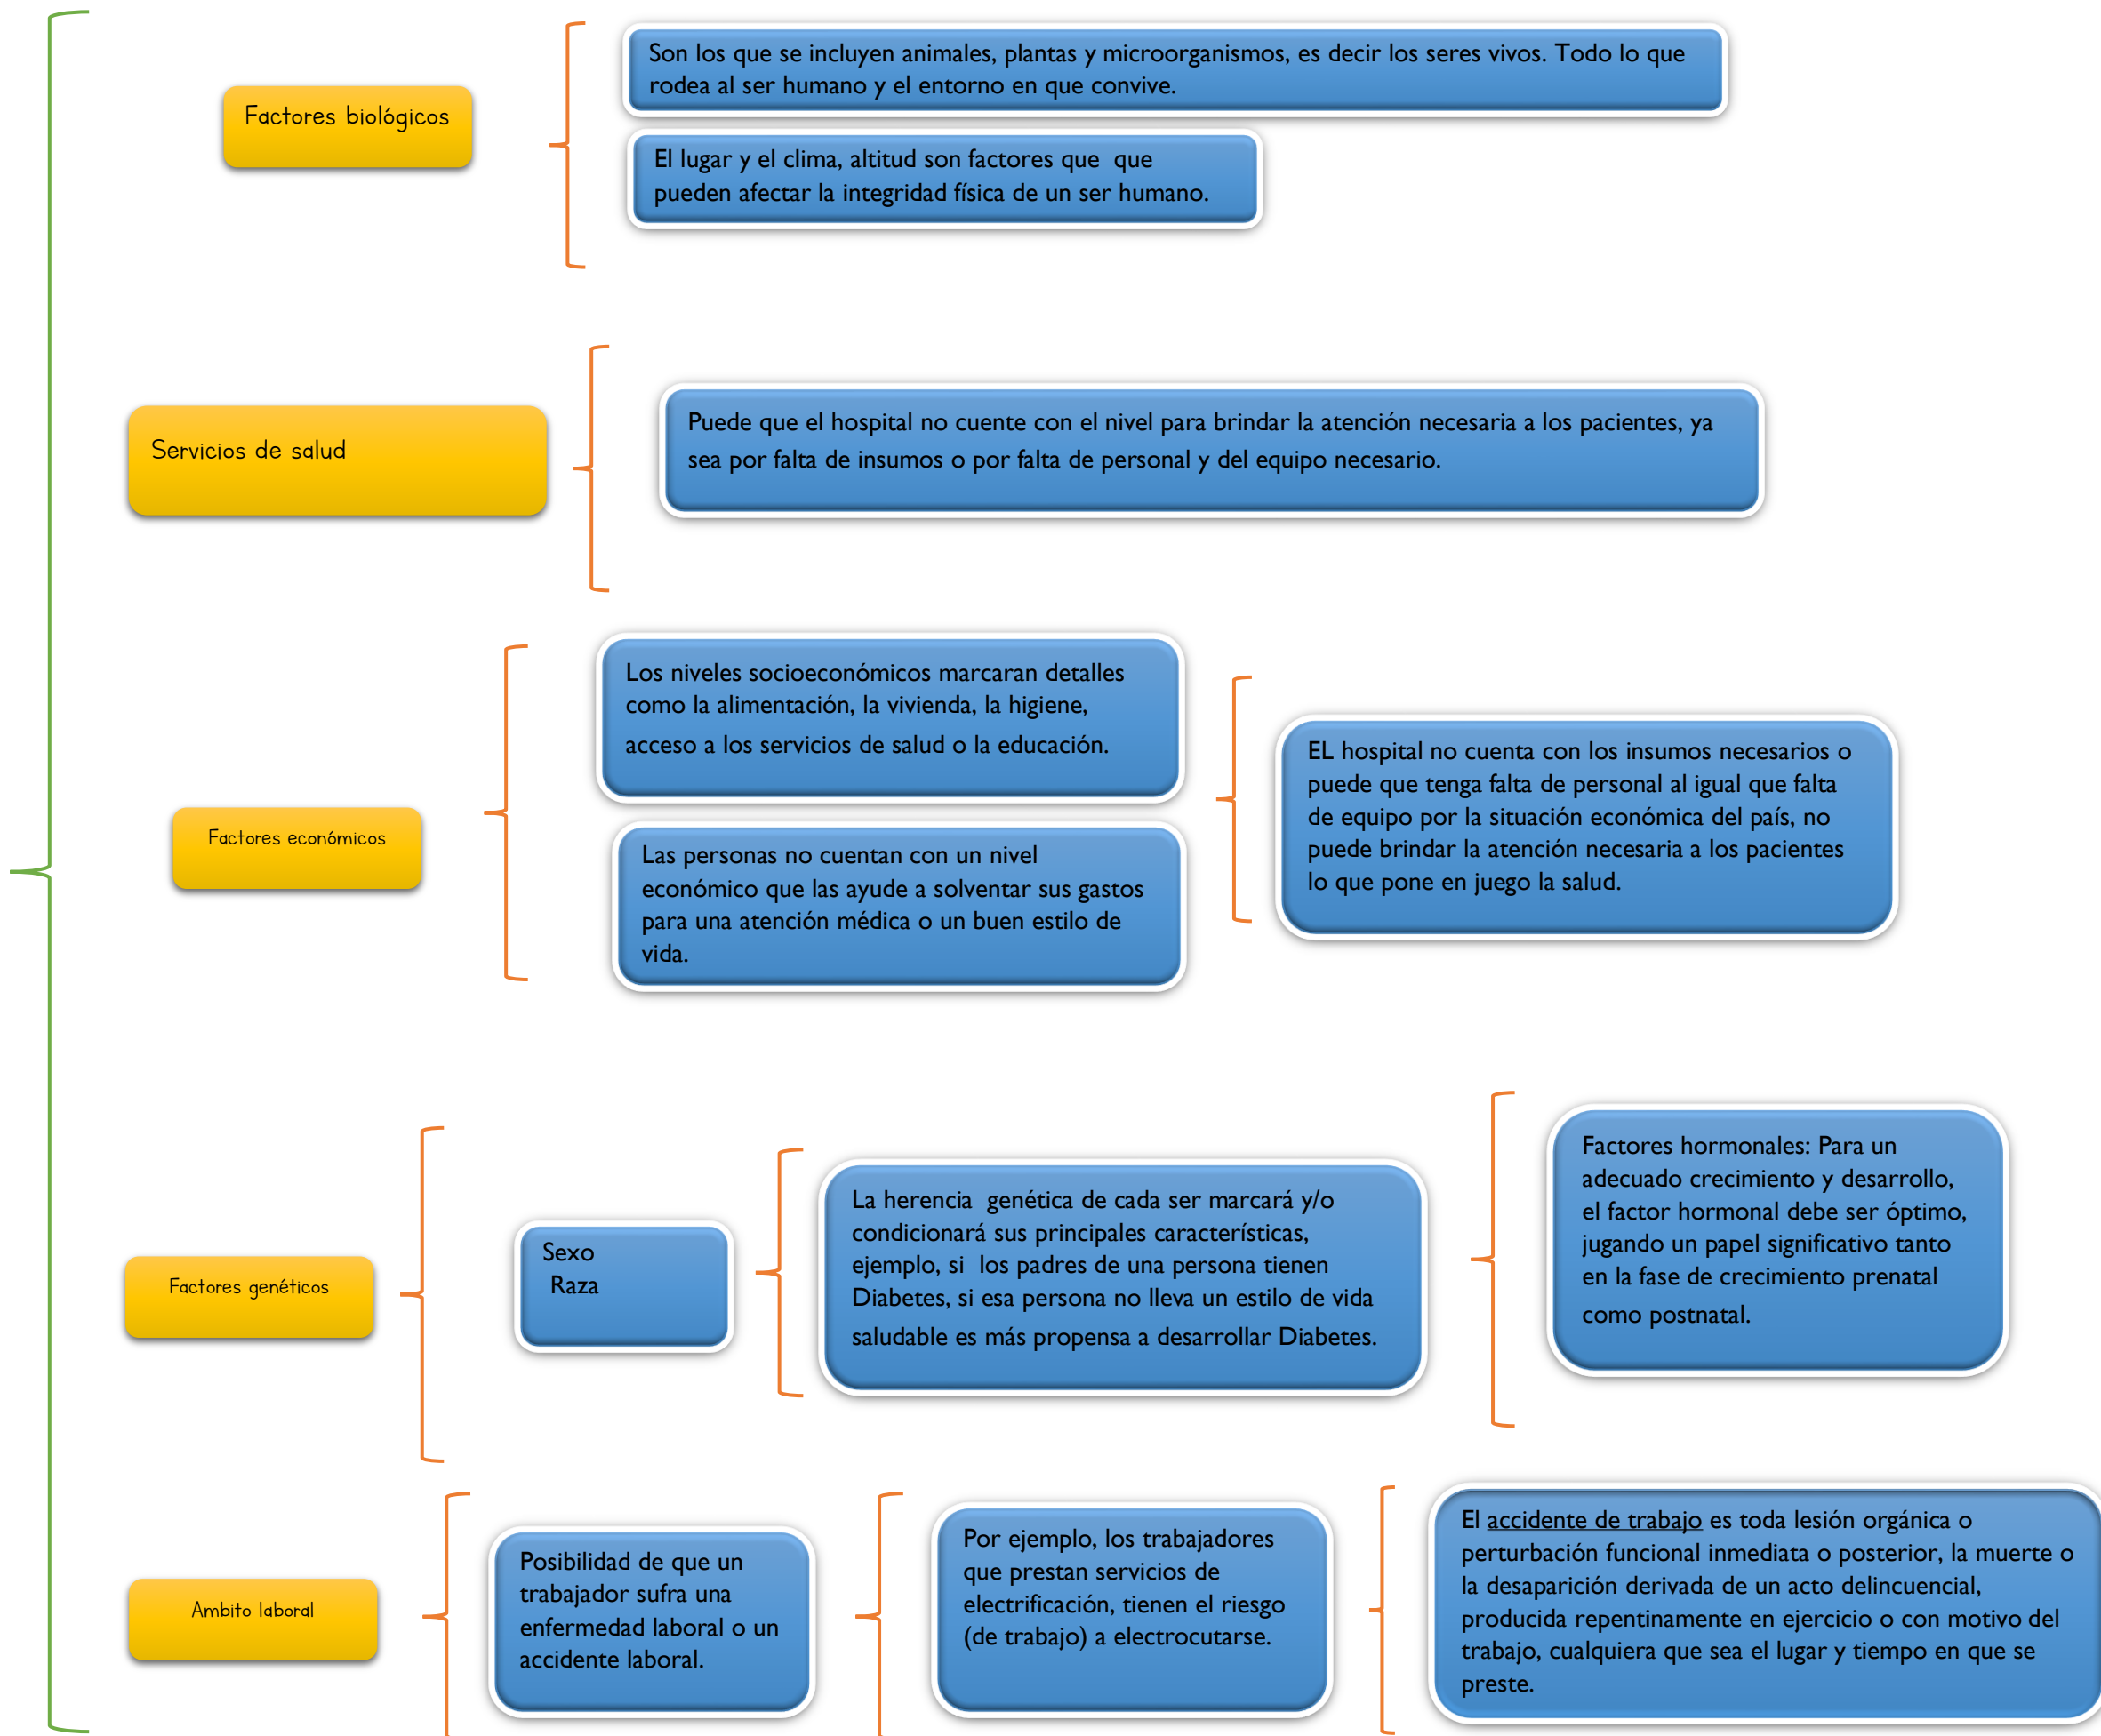 Factores biológicos
Son los que se incluyen animales, plantas y microorganismos, es decir los seres vivos. Todo lo que
rodea al ser humano y el entorno en que convive.
El lugar y el clima, altitud son factores que  que
pueden afectar la integridad física de un ser humano.
Servicios de salud
Puede que el hospital no cuente con el nivel para brindar la atención necesaria a los pacientes, ya
sea por falta de insumos o por falta de personal y del equipo necesario.
Factores económicos
Los niveles socioeconómicos marcaran detalles
como la alimentación, la vivienda, la higiene,
acceso a los servicios de salud o la educación.
Las personas no cuentan con un nivel
económico que las ayude a solventar sus gastos
para una atención médica o un buen estilo de
vida.
EL hospital no cuenta con los insumos necesarios o
puede que tenga falta de personal al igual que falta
de equipo por la situación económica del país, no
puede brindar la atención necesaria a los pacientes
lo que pone en juego la salud.
Factores genéticos
Sexo
Raza
La herencia  genética de cada ser marcará y/o
condicionará sus principales características,
ejemplo, si  los padres de una persona tienen
Diabetes, si esa persona no lleva un estilo de vida
saludable es más propensa a desarrollar Diabetes.
Factores hormonales: Para un
adecuado crecimiento y desarrollo,
el factor hormonal debe ser óptimo,
jugando un papel significativo tanto
en la fase de crecimiento prenatal
como postnatal.
Ambito laboral
Posibilidad de que un
trabajador sufra una
enfermedad laboral o un
accidente laboral.
Por ejemplo, los trabajadores
que prestan servicios de
electrificación, tienen el riesgo
(de trabajo) a electrocutarse.
El accidente de trabajo es toda lesión orgánica o
perturbación funcional inmediata o posterior, la muerte o
la desaparición derivada de un acto delincuencial,
producida repentinamente en ejercicio o con motivo del
trabajo, cualquiera que sea el lugar y tiempo en que se
preste.